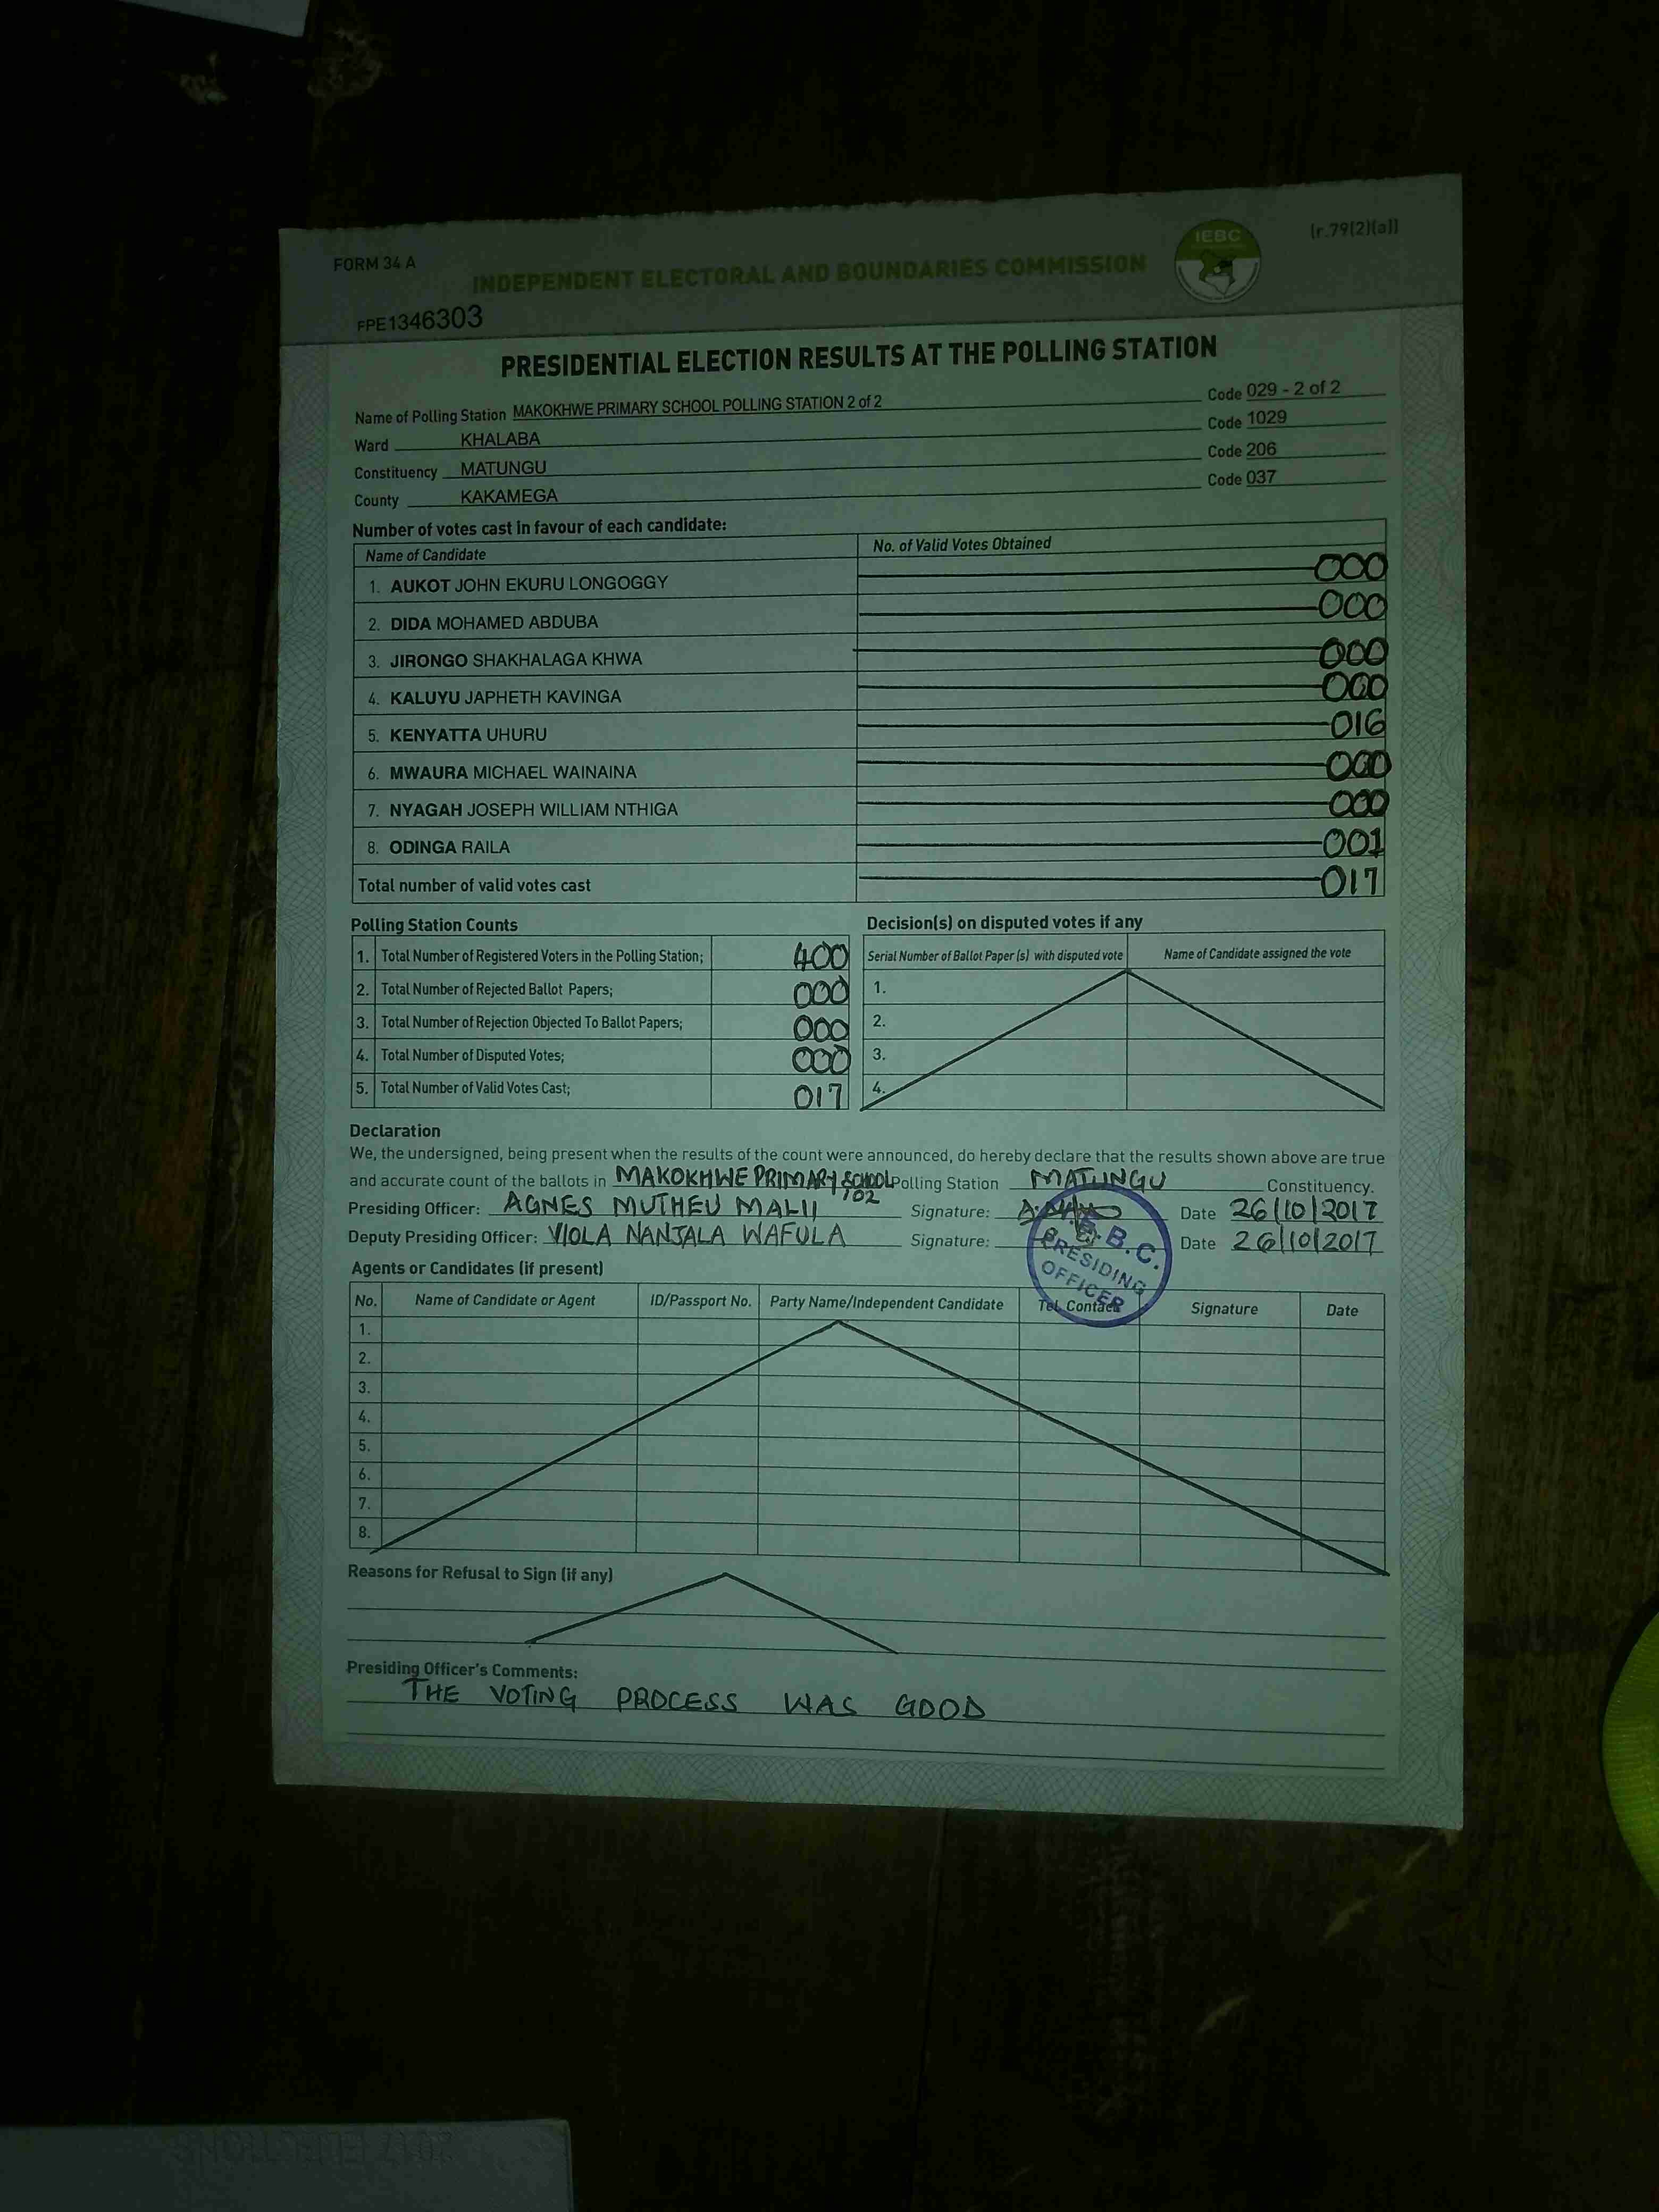 FORM 34 A
[r.79(2)(a)]
IEBC
INDEPENDENT ELECTORAL AND BOUNDARIES COMMISSION
FPE1346303
PRESIDENTIAL ELECTION RESULTS AT THE POLLING STATION
Name of Polling Station MAKOKHWE PRIMARY SCHOOL POLLING STATION 2 of 2 Code 029 - 2 of 2
Ward KHALABA Code 1029
Constituency MATUNGU Code 206
County KAKAMEGA Code 037
Number of votes cast in favour of each candidate:
Name of Candidate No. of Valid Votes Obtained
1. AUKOT JOHN EKURU LONGOGGY 000
2. DIDA MOHAMED ABDUBA 000
3. JIRONGO SHAKHALAGA KHWA 000
4. KALUYU JAPHETH KAVINGA 000
5. KENYATTA UHURU 016
6. MWAURA MICHAEL WAINAINA 000
7. NYAGAH JOSEPH WILLIAM NTHIGA 000
8. ODINGA RAILA 001
Total number of valid votes cast 017
Polling Station Counts
1. Total Number of Registered Voters in the Polling Station; 400
2. Total Number of Rejected Ballot Papers; 000
3. Total Number of Rejection Objected To Ballot Papers; 000
4. Total Number of Disputed Votes; 000
5. Total Number of Valid Votes Cast; 017
Decision(s) on disputed votes if any
Serial Number of Ballot Paper (s) with disputed vote Name of Candidate assigned the vote
1.
2.
3.
4.
Declaration
We, the undersigned, being present when the results of the count were announced, do hereby declare that the results shown above are true
and accurate count of the ballots in MAKOKHWE PRIMARY SCHOOL Polling Station MATUNGU Constituency.
102
Presiding Officer: AGNES MUTHEU MALII Signature: Date 26/10/2017
Deputy Presiding Officer: VIOLA NANJALA WAFULA Signature: Date 26/10/2017
B.C.
PRESIDING
OFFICER
Agents or Candidates (if present)
No. Name of Candidate or Agent ID/Passport No. Party Name/Independent Candidate Tel. Contact Signature Date
1.
2.
3.
4.
5.
6.
7.
8.
Reasons for Refusal to Sign (if any)
Presiding Officer's Comments:
THE VOTING PROCESS WAS GOOD